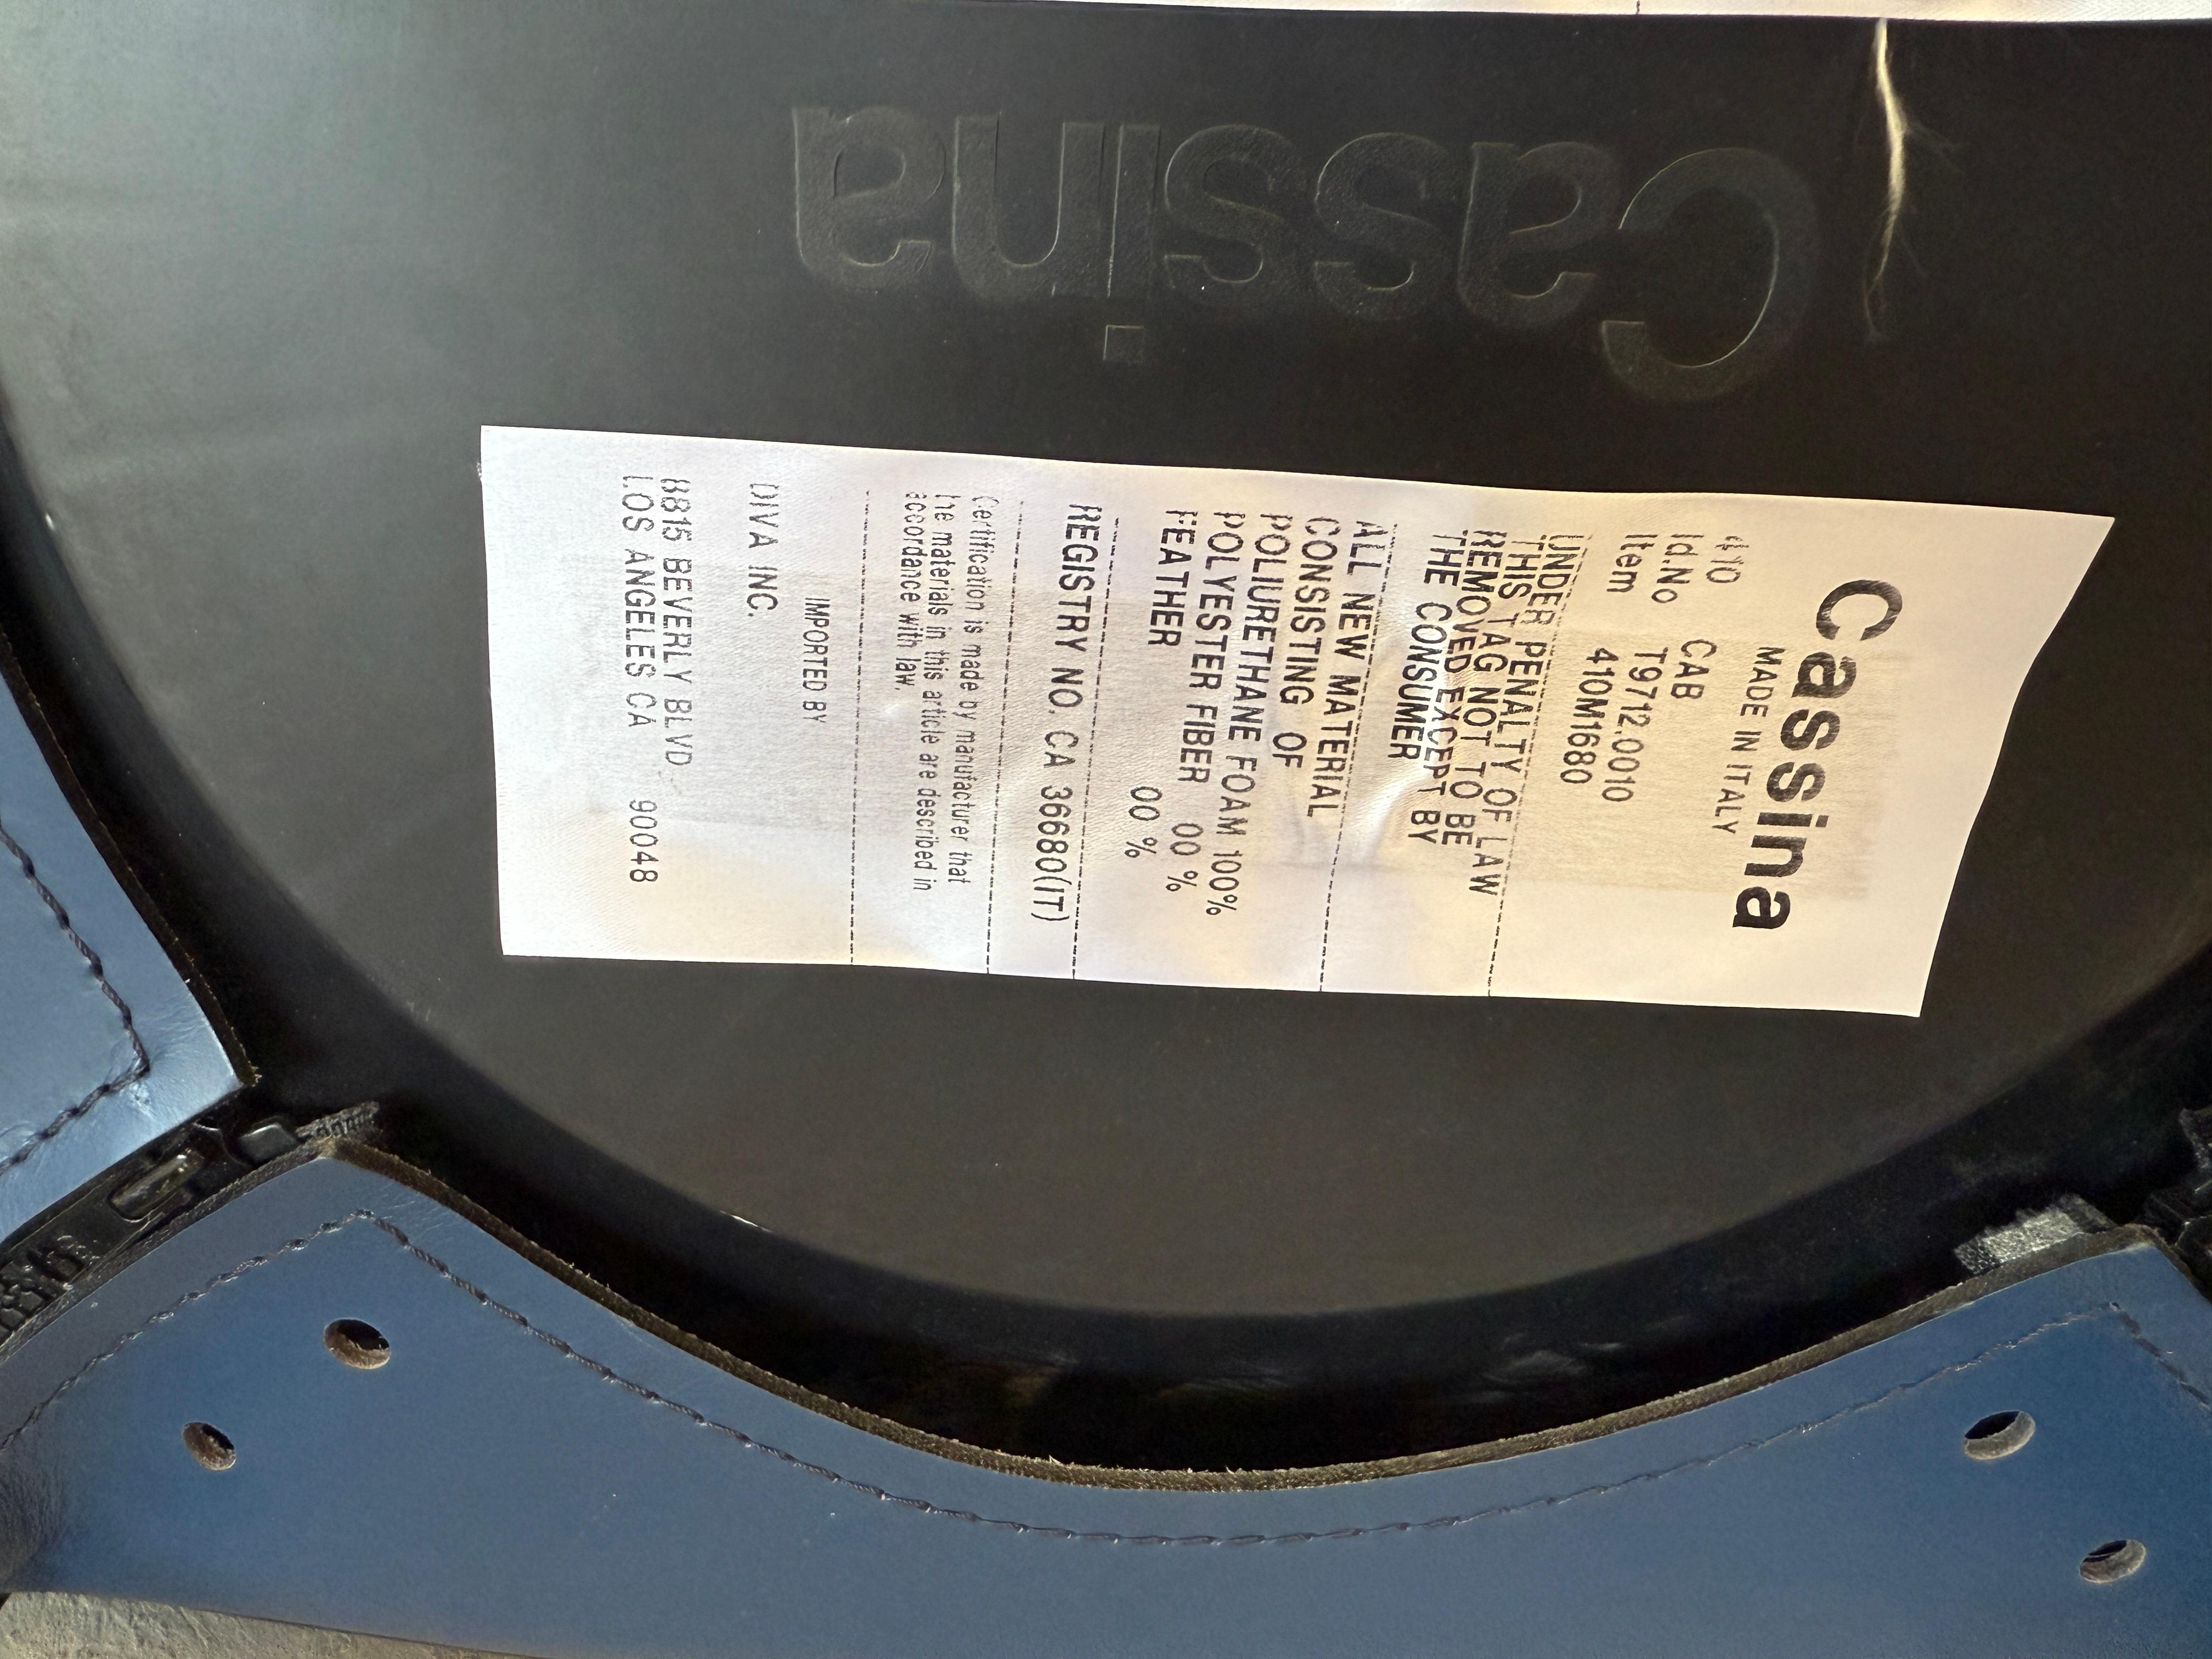 Cassina
Cassina
MADE IN ITALY
410 CAB
Id.No T9712.0010
Item 410M1680
UNDER PENALTY OF LAW
THIS TAG NOT TO BE
REMOVED EXCEPT BY
THE CONSUMER
ALL NEW MATERIAL
CONSISTING OF
POLIURETHANE FOAM 100%
POLYESTER FIBER 00 %
FEATHER 00 %
REGISTRY NO. CA 36680(IT)
Certification is made by manufacturer that
the materials in this article are described in
accordance with law.
IMPORTED BY
DIVA INC.
8815 BEVERLY BLVD
LOS ANGELES CA 90048